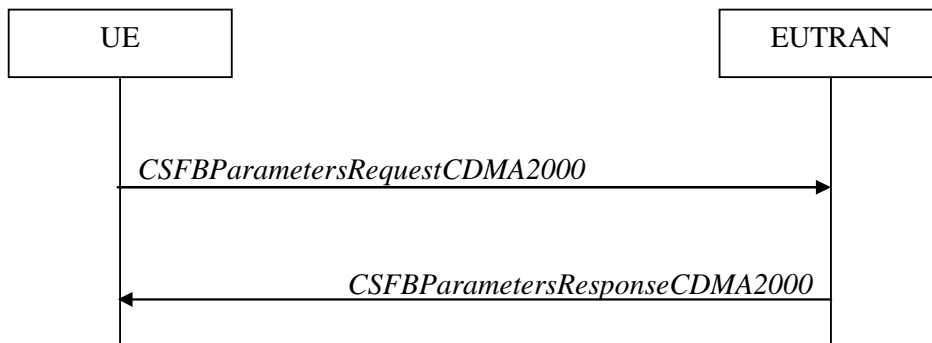 UE
EUTRAN
CSFBParametersRequestCDMA2000
CSFBParametersResponseCDMA2000